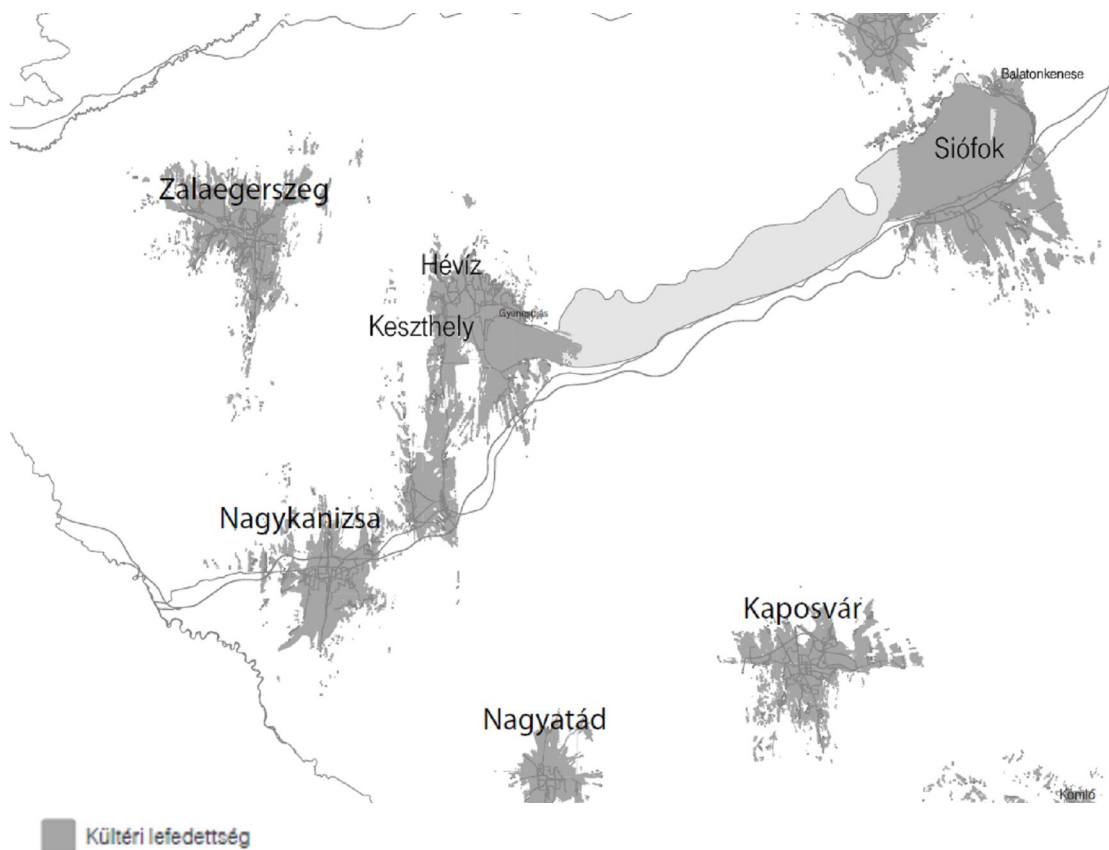 Balatonkenese
Siófok
Zalaegerszeg
Hévíz
Gyenesdiás
Keszthely
Nagykanizsa
Kaposvár
Nagyatád
Komló
Kültéri lefedettség